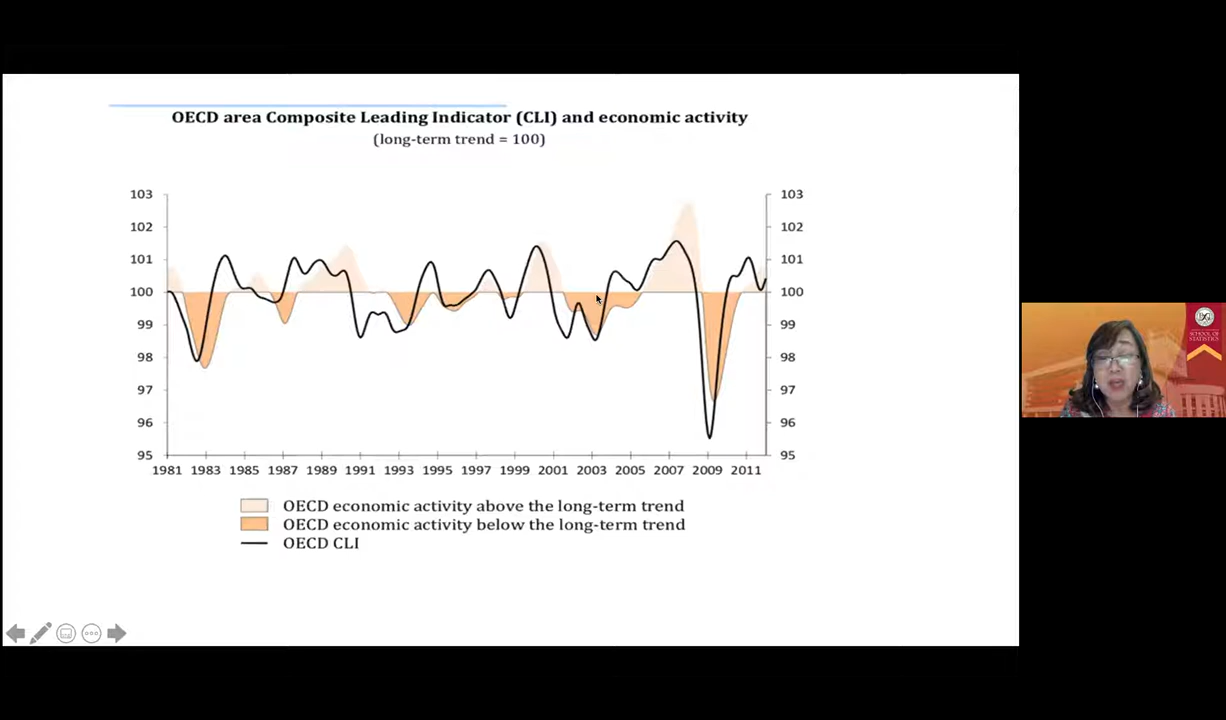 OECD area Composite Leading Indicator (CLI) and economic activity
(long-term trend = 100)
103 103
102 102
101 101
100 100
99 99
98 98
97 97
96 96
95 95
1981 1983 1985 1987 1989 1991 1993 1995 1997 1999 2001 2003 2005 2007 2009 2011
OECD economic activity above the long-term trend
OECD economic activity below the long-term trend
OECD CLI
SCHOOL OF
STATISTICS